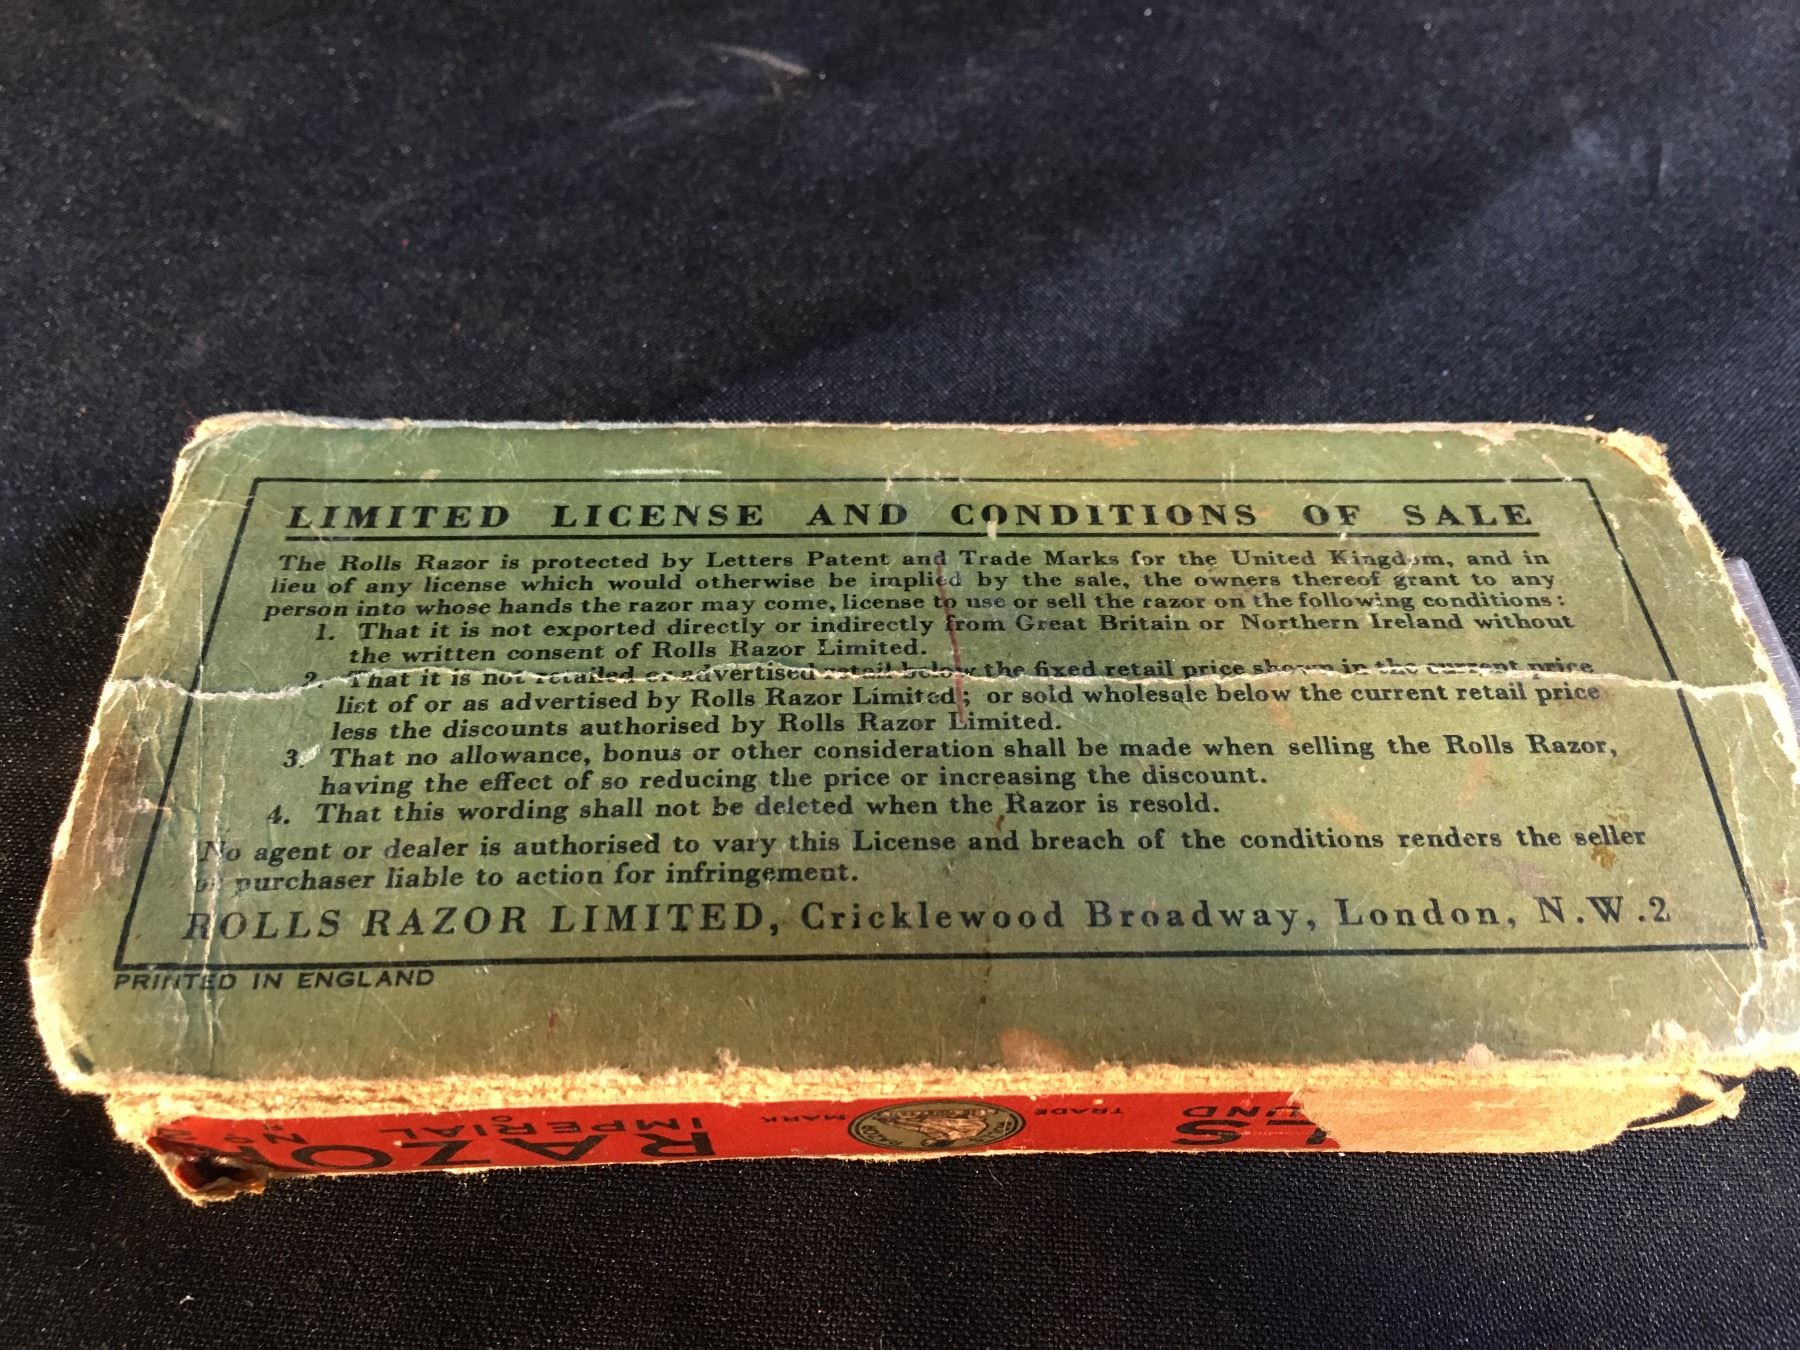 LIMITED LICENSE AND CONDITIONS OF SALE
The Rolls Razor is protected by Letters Patent and Trade Marks for the United Kingdom, and in
lieu of any license which would otherwise be implied by the sale, the owners thereof grant to any
person into whose hands the razor may come, license to use or sell the razor on the following conditions:
1. That it is not exported directly or indirectly from Great Britain or Northern Ireland without
the written consent of Rolls Razor Limited.
2. That it is not retailed or advertised retail below the fixed retail price shown in the current price
list of or as advertised by Rolls Razor Limited; or sold wholesale below the current retail price
less the discounts authorised by Rolls Razor Limited.
3. That no allowance, bonus or other consideration shall be made when selling the Rolls Razor,
having the effect of so reducing the price or increasing the discount.
4. That this wording shall not be deleted when the Razor is resold.
No agent or dealer is authorised to vary this License and breach of the conditions renders the seller
or purchaser liable to action for infringement.
ROLLS RAZOR LIMITED, Cricklewood Broadway, London, N.W.2
PRINTED IN ENGLAND
LS RAZOR
UND TRADE MARK IMPERIAL No